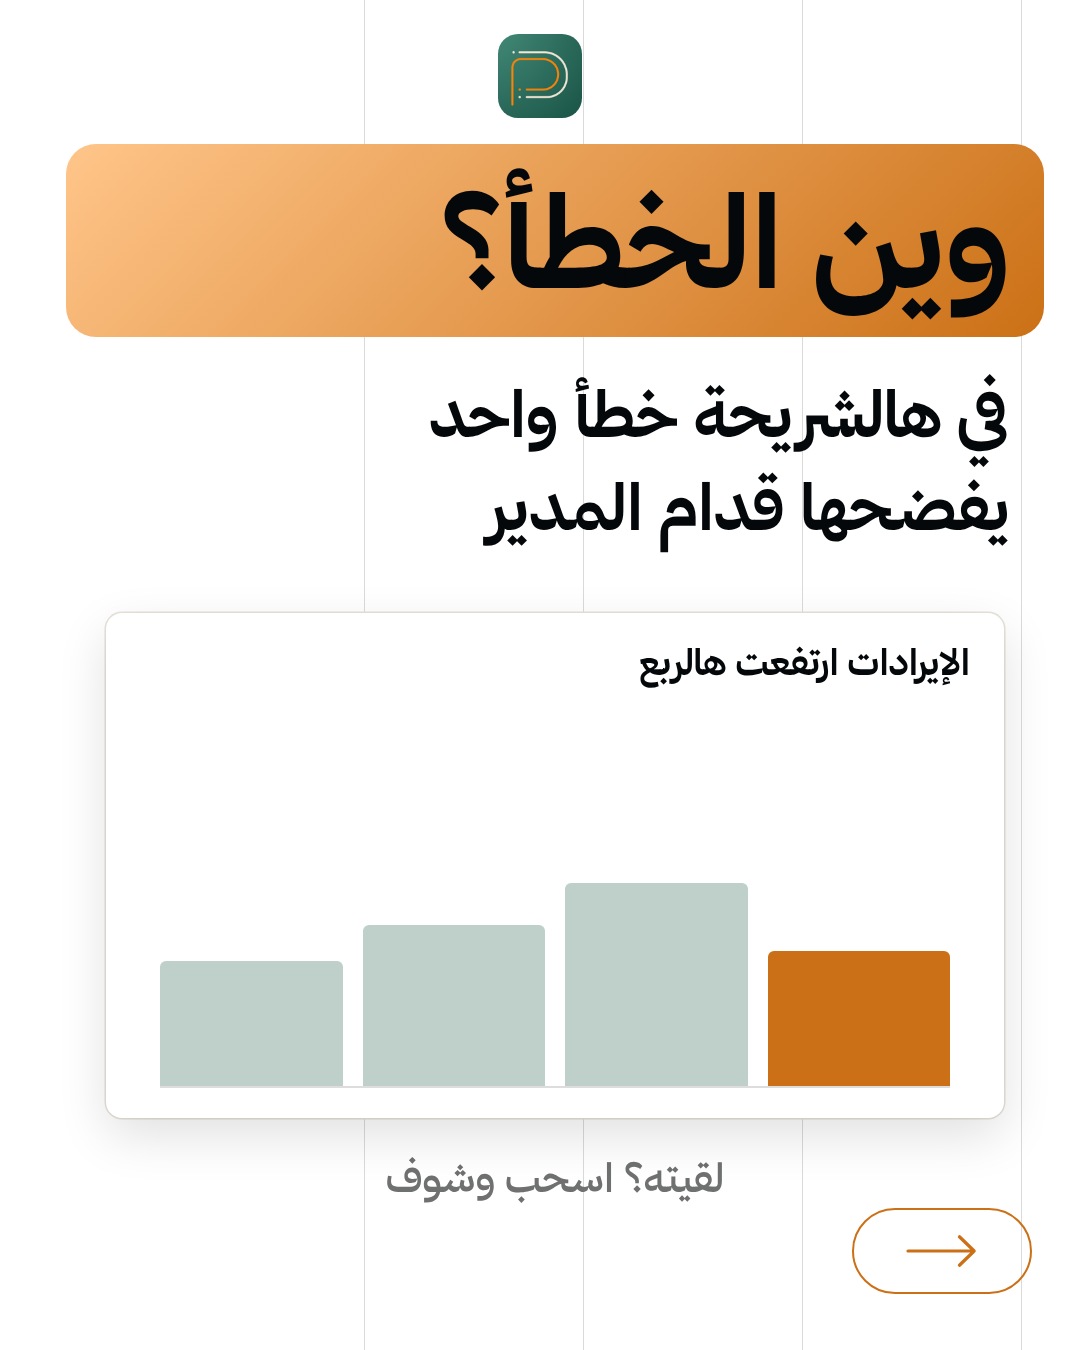 وين الخطأ؟
في هالشريحة خطأ واحد
يفضحها قدام المدير
الإيرادات ارتفعت هالربع
لقيته؟ اسحب وشوف